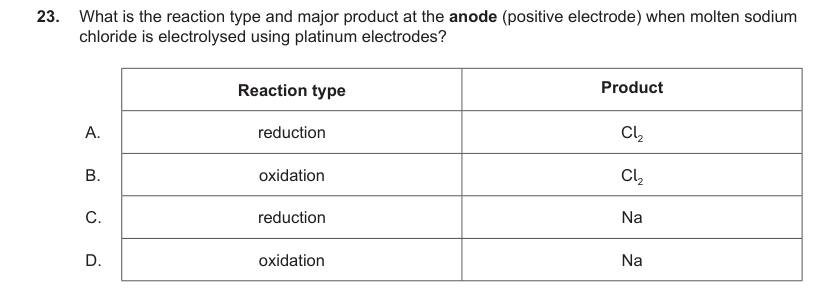 23. What is the reaction type and major product at the anode (positive electrode) when molten sodium
chloride is electrolysed using platinum electrodes?
Reaction type Product
A. reduction Cl₂
B. oxidation Cl₂
C. reduction Na
D. oxidation Na